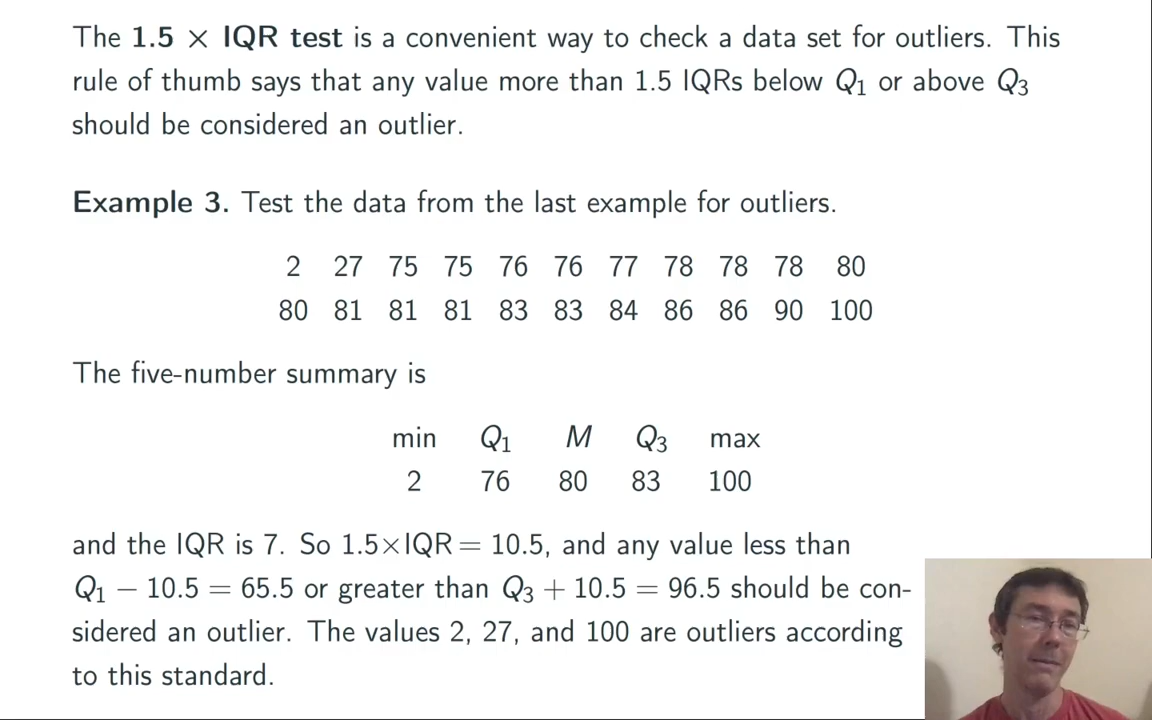 The 1.5 × IQR test is a convenient way to check a data set for outliers. This
rule of thumb says that any value more than 1.5 IQRs below Q₁ or above Q₃
should be considered an outlier.
Example 3. Test the data from the last example for outliers.
2 27 75 75 76 76 77 78 78 78 80
80 81 81 81 83 83 84 86 86 90 100
The five-number summary is
min Q₁ M Q₃ max
2 76 80 83 100
and the IQR is 7. So 1.5×IQR = 10.5, and any value less than
Q₁ − 10.5 = 65.5 or greater than Q₃ + 10.5 = 96.5 should be con-
sidered an outlier. The values 2, 27, and 100 are outliers according
to this standard.